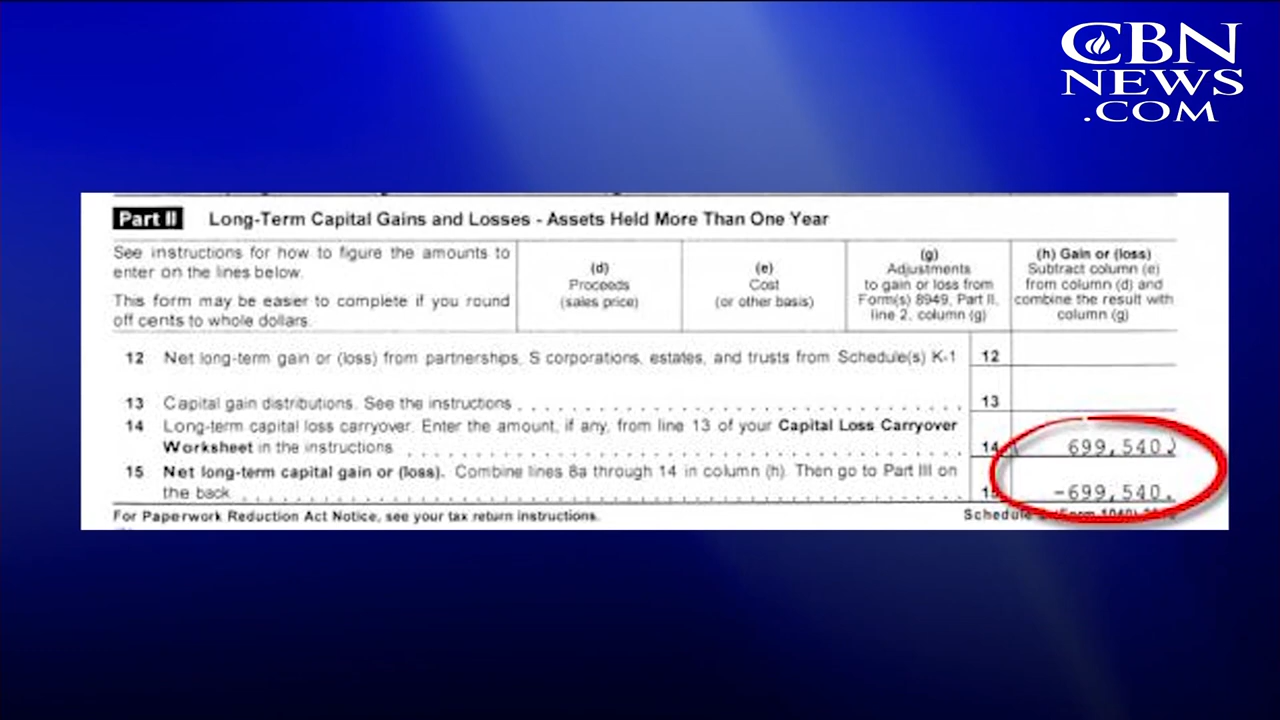 CBN
NEWS
.COM
Part II Long-Term Capital Gains and Losses - Assets Held More Than One Year
See instructions for how to figure the amounts to
enter on the lines below.
This form may be easier to complete if you round
off cents to whole dollars.
(d)
Proceeds
(sales price)
(e)
Cost
(or other basis)
(g)
Adjustments
to gain or loss from
Form(s) 8949, Part II,
line 2, column (g)
(h) Gain or (loss)
Subtract column (e)
from column (d) and
combine the result with
column (g)
12 Net long-term gain or (loss) from partnerships, S corporations, estates, and trusts from Schedule(s) K-1 12
13 Capital gain distributions. See the instructions 13
14 Long-term capital loss carryover. Enter the amount, if any, from line 13 of your Capital Loss Carryover
Worksheet in the instructions 14 ( 699,540.)
15 Net long-term capital gain or (loss). Combine lines 8a through 14 in column (h). Then go to Part III on
the back 15 -699,540.
For Paperwork Reduction Act Notice, see your tax return instructions. Schedule (Form 1040)